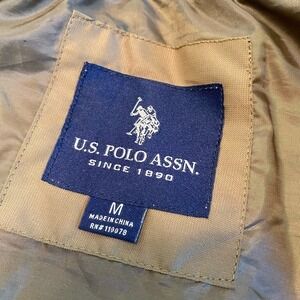 U.S. POLO ASSN.
SINCE 1890
M
MADE IN CHINA
RN# 119078